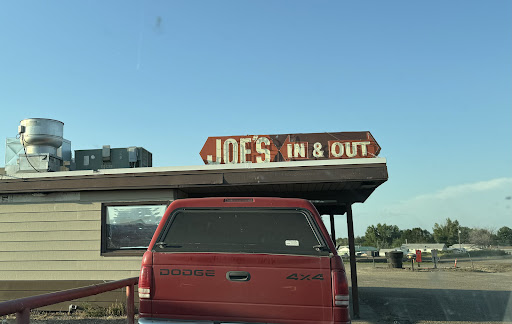 JOE'S IN & OUT
DODGE 4X4